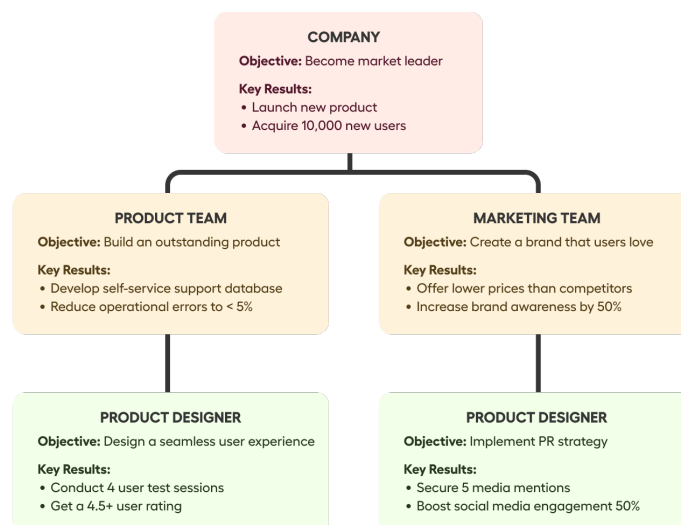 COMPANY
Objective: Become market leader
Key Results:
• Launch new product
• Acquire 10,000 new users
PRODUCT TEAM
Objective: Build an outstanding product
Key Results:
• Develop self-service support database
• Reduce operational errors to < 5%
MARKETING TEAM
Objective: Create a brand that users love
Key Results:
• Offer lower prices than competitors
• Increase brand awareness by 50%
PRODUCT DESIGNER
Objective: Design a seamless user experience
Key Results:
• Conduct 4 user test sessions
• Get a 4.5+ user rating
PRODUCT DESIGNER
Objective: Implement PR strategy
Key Results:
• Secure 5 media mentions
• Boost social media engagement 50%